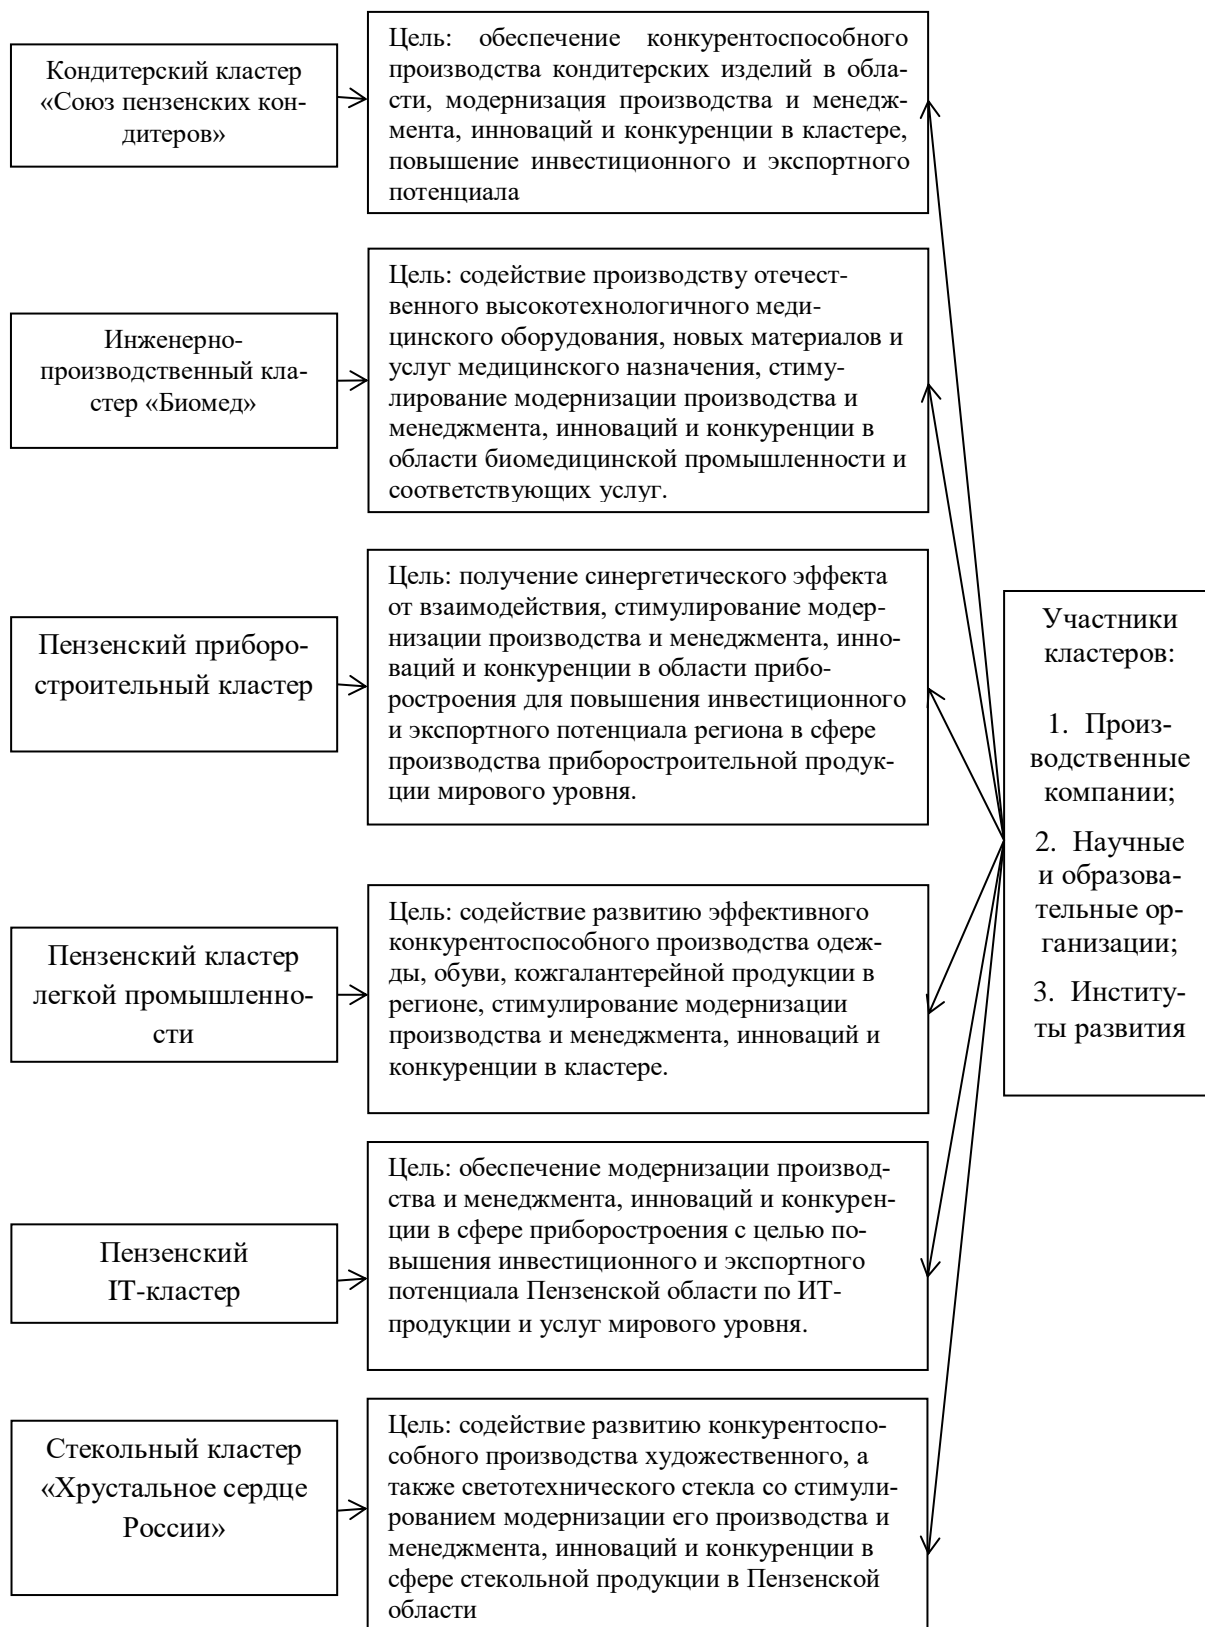 Кондитерский кластер
«Союз пензенских кон-
дитеров»
Цель: обеспечение конкурентоспособного
производства кондитерских изделий в обла-
сти, модернизация производства и менедж-
мента, инноваций и конкуренции в кластере,
повышение инвестиционного и экспортного
потенциала
Инженерно-
производственный кла-
стер «Биомед»
Цель: содействие производству отечест-
венного высокотехнологичного меди-
цинского оборудования, новых материалов и
услуг медицинского назначения, стиму-
лирование модернизации производства и
менеджмента, инноваций и конкуренции в
области биомедицинской промышленности и
соответствующих услуг.
Пензенский приборо-
строительный кластер
Цель: получение синергетического эффекта
от взаимодействия, стимулирование модер-
низации производства и менеджмента, инно-
ваций и конкуренции в области прибо-
ростроения для повышения инвестиционного
и экспортного потенциала региона в сфере
производства приборостроительной продук-
ции мирового уровня.
Пензенский кластер
легкой промышленно-
сти
Цель: содействие развитию эффективного
конкурентоспособного производства одеж-
ды, обуви, кожгалантерейной продукции в
регионе, стимулирование модернизации
производства и менеджмента, инноваций и
конкуренции в кластере.
Пензенский
IT-кластер
Цель: обеспечение модернизации производ-
ства и менеджмента, инноваций и конкурен-
ции в сфере приборостроения с целью по-
вышения инвестиционного и экспортного
потенциала Пензенской области по ИТ-
продукции и услуг мирового уровня.
Стекольный кластер
«Хрустальное сердце
России»
Цель: содействие развитию конкурентоспо-
собного производства художественного, а
также светотехнического стекла со стимули-
рованием модернизации его производства и
менеджмента, инноваций и конкуренции в
сфере стекольной продукции в Пензенской
области
Участники
кластеров:
1. Произ-
водственные
компании;
2. Научные
и образова-
тельные ор-
ганизации;
3. Институ-
ты развития